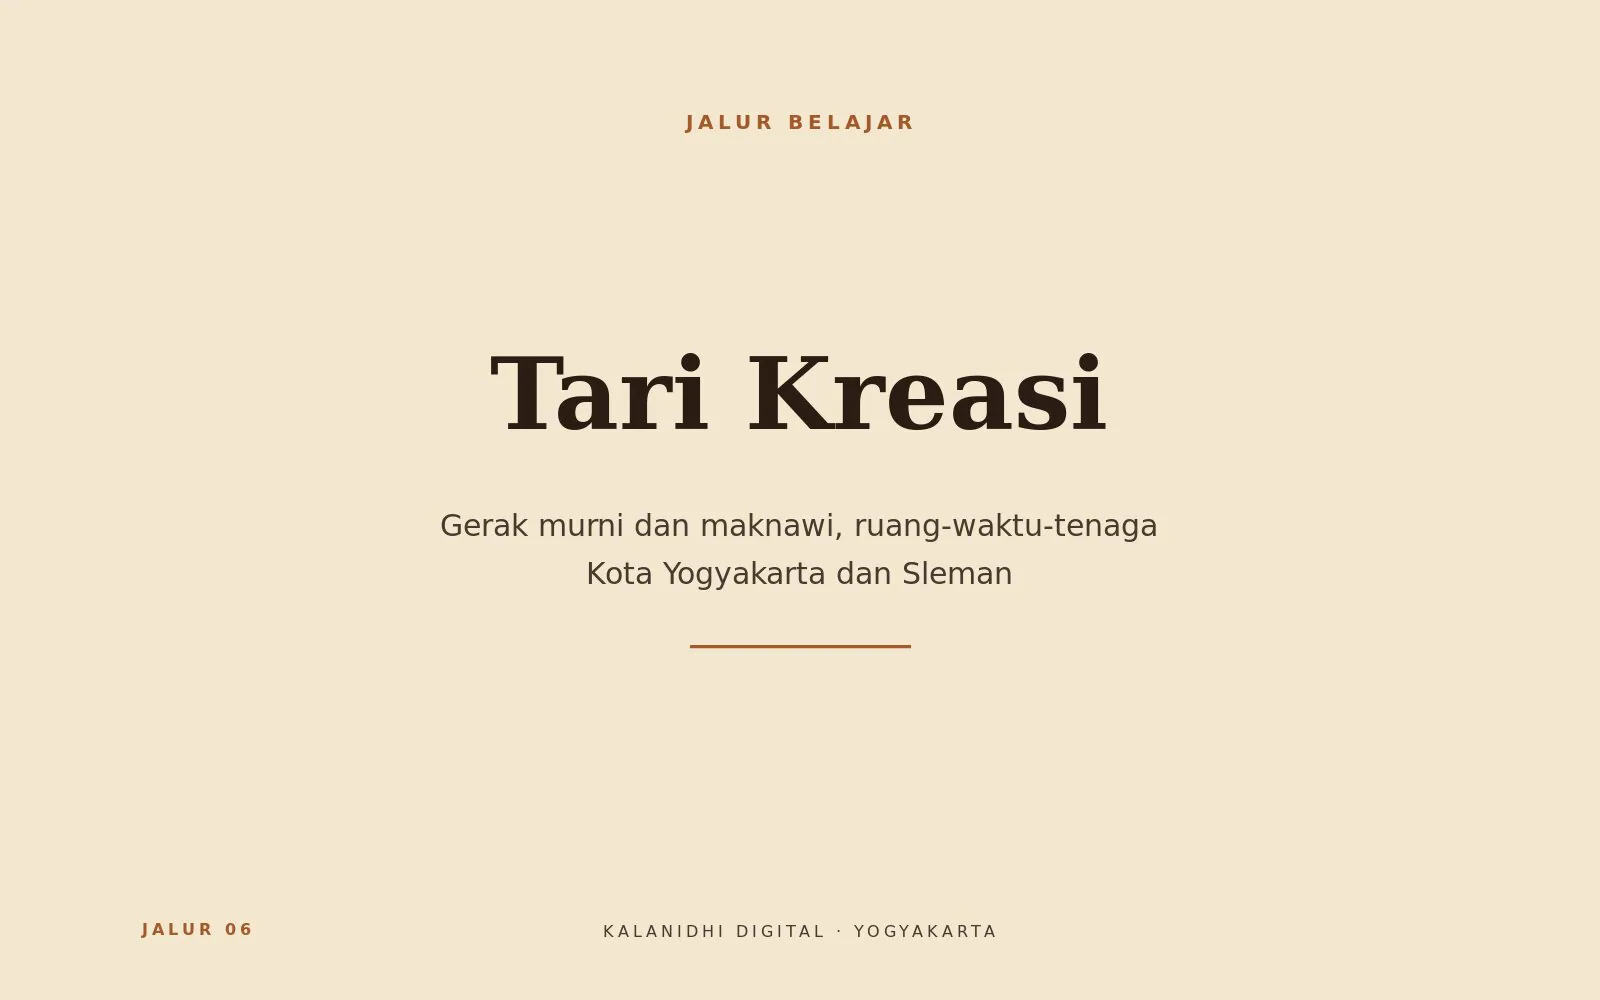 JALUR BELAJAR
Tari Kreasi
Gerak murni dan maknawi, ruang-waktu-tenaga
Kota Yogyakarta dan Sleman
JALUR 06
KALANIDHI DIGITAL · YOGYAKARTA